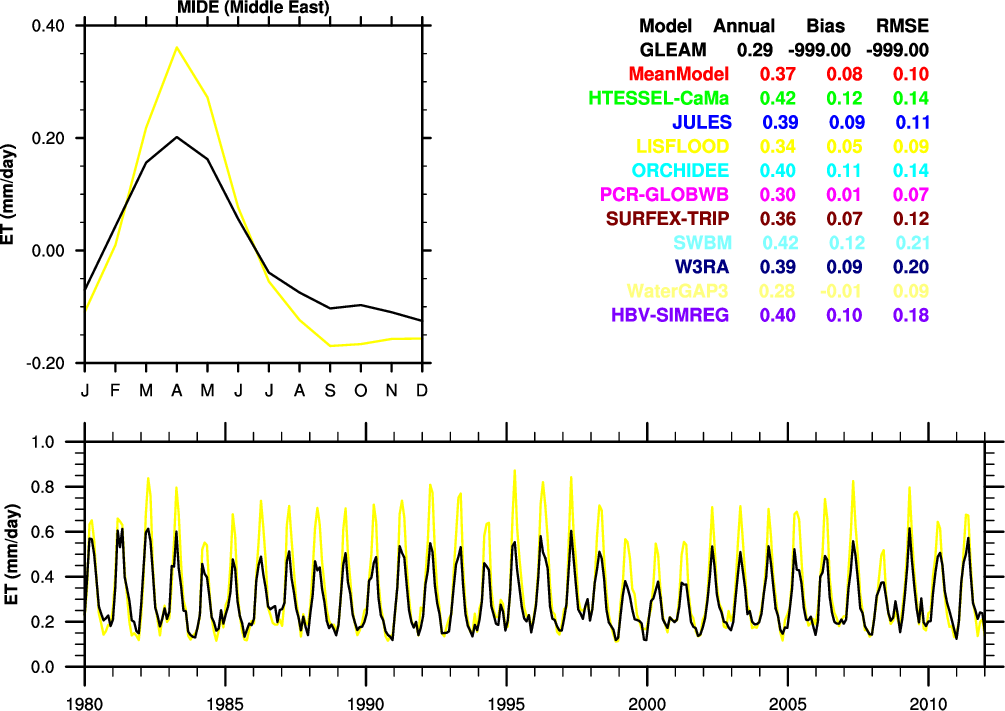 MIDE (Middle East)
0.40
0.20
0.00
-0.20
ET (mm/day)
J F M A M J J A S O N D
Model Annual Bias RMSE
GLEAM 0.29 -999.00 -999.00
MeanModel 0.37 0.08 0.10
HTESSEL-CaMa 0.42 0.12 0.14
JULES 0.39 0.09 0.11
LISFLOOD 0.34 0.05 0.09
ORCHIDEE 0.40 0.11 0.14
PCR-GLOBWB 0.30 0.01 0.07
SURFEX-TRIP 0.36 0.07 0.12
SWBM 0.42 0.12 0.21
W3RA 0.39 0.09 0.20
WaterGAP3 0.28 -0.01 0.09
HBV-SIMREG 0.40 0.10 0.18
1.0
0.8
0.6
0.4
0.2
0.0
ET (mm/day)
1980 1985 1990 1995 2000 2005 2010